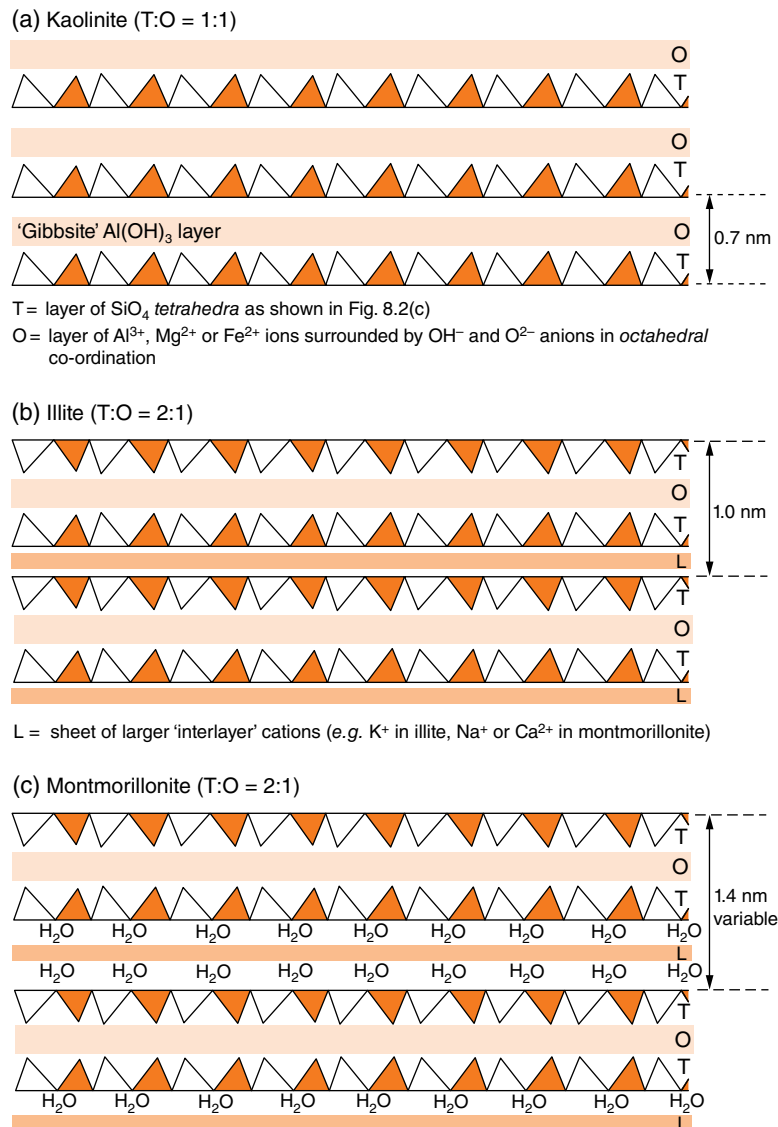 (a) Kaolinite (T:O = 1:1)
O
T
O
T
'Gibbsite' Al(OH)₃ layer O
T
0.7 nm
T = layer of SiO₄ tetrahedra as shown in Fig. 8.2(c)
O = layer of Al³⁺, Mg²⁺ or Fe²⁺ ions surrounded by OH⁻ and O²⁻ anions in octahedral
co-ordination
(b) Illite (T:O = 2:1)
T
O
T
L
1.0 nm
T
O
T
L
L = sheet of larger 'interlayer' cations (e.g. K⁺ in illite, Na⁺ or Ca²⁺ in montmorillonite)
(c) Montmorillonite (T:O = 2:1)
T
O
T
1.4 nm
variable
H₂O H₂O H₂O H₂O H₂O H₂O H₂O H₂O H₂O
L
H₂O H₂O H₂O H₂O H₂O H₂O H₂O H₂O H₂O
T
O
T
H₂O H₂O H₂O H₂O H₂O H₂O H₂O H₂O H₂O
L